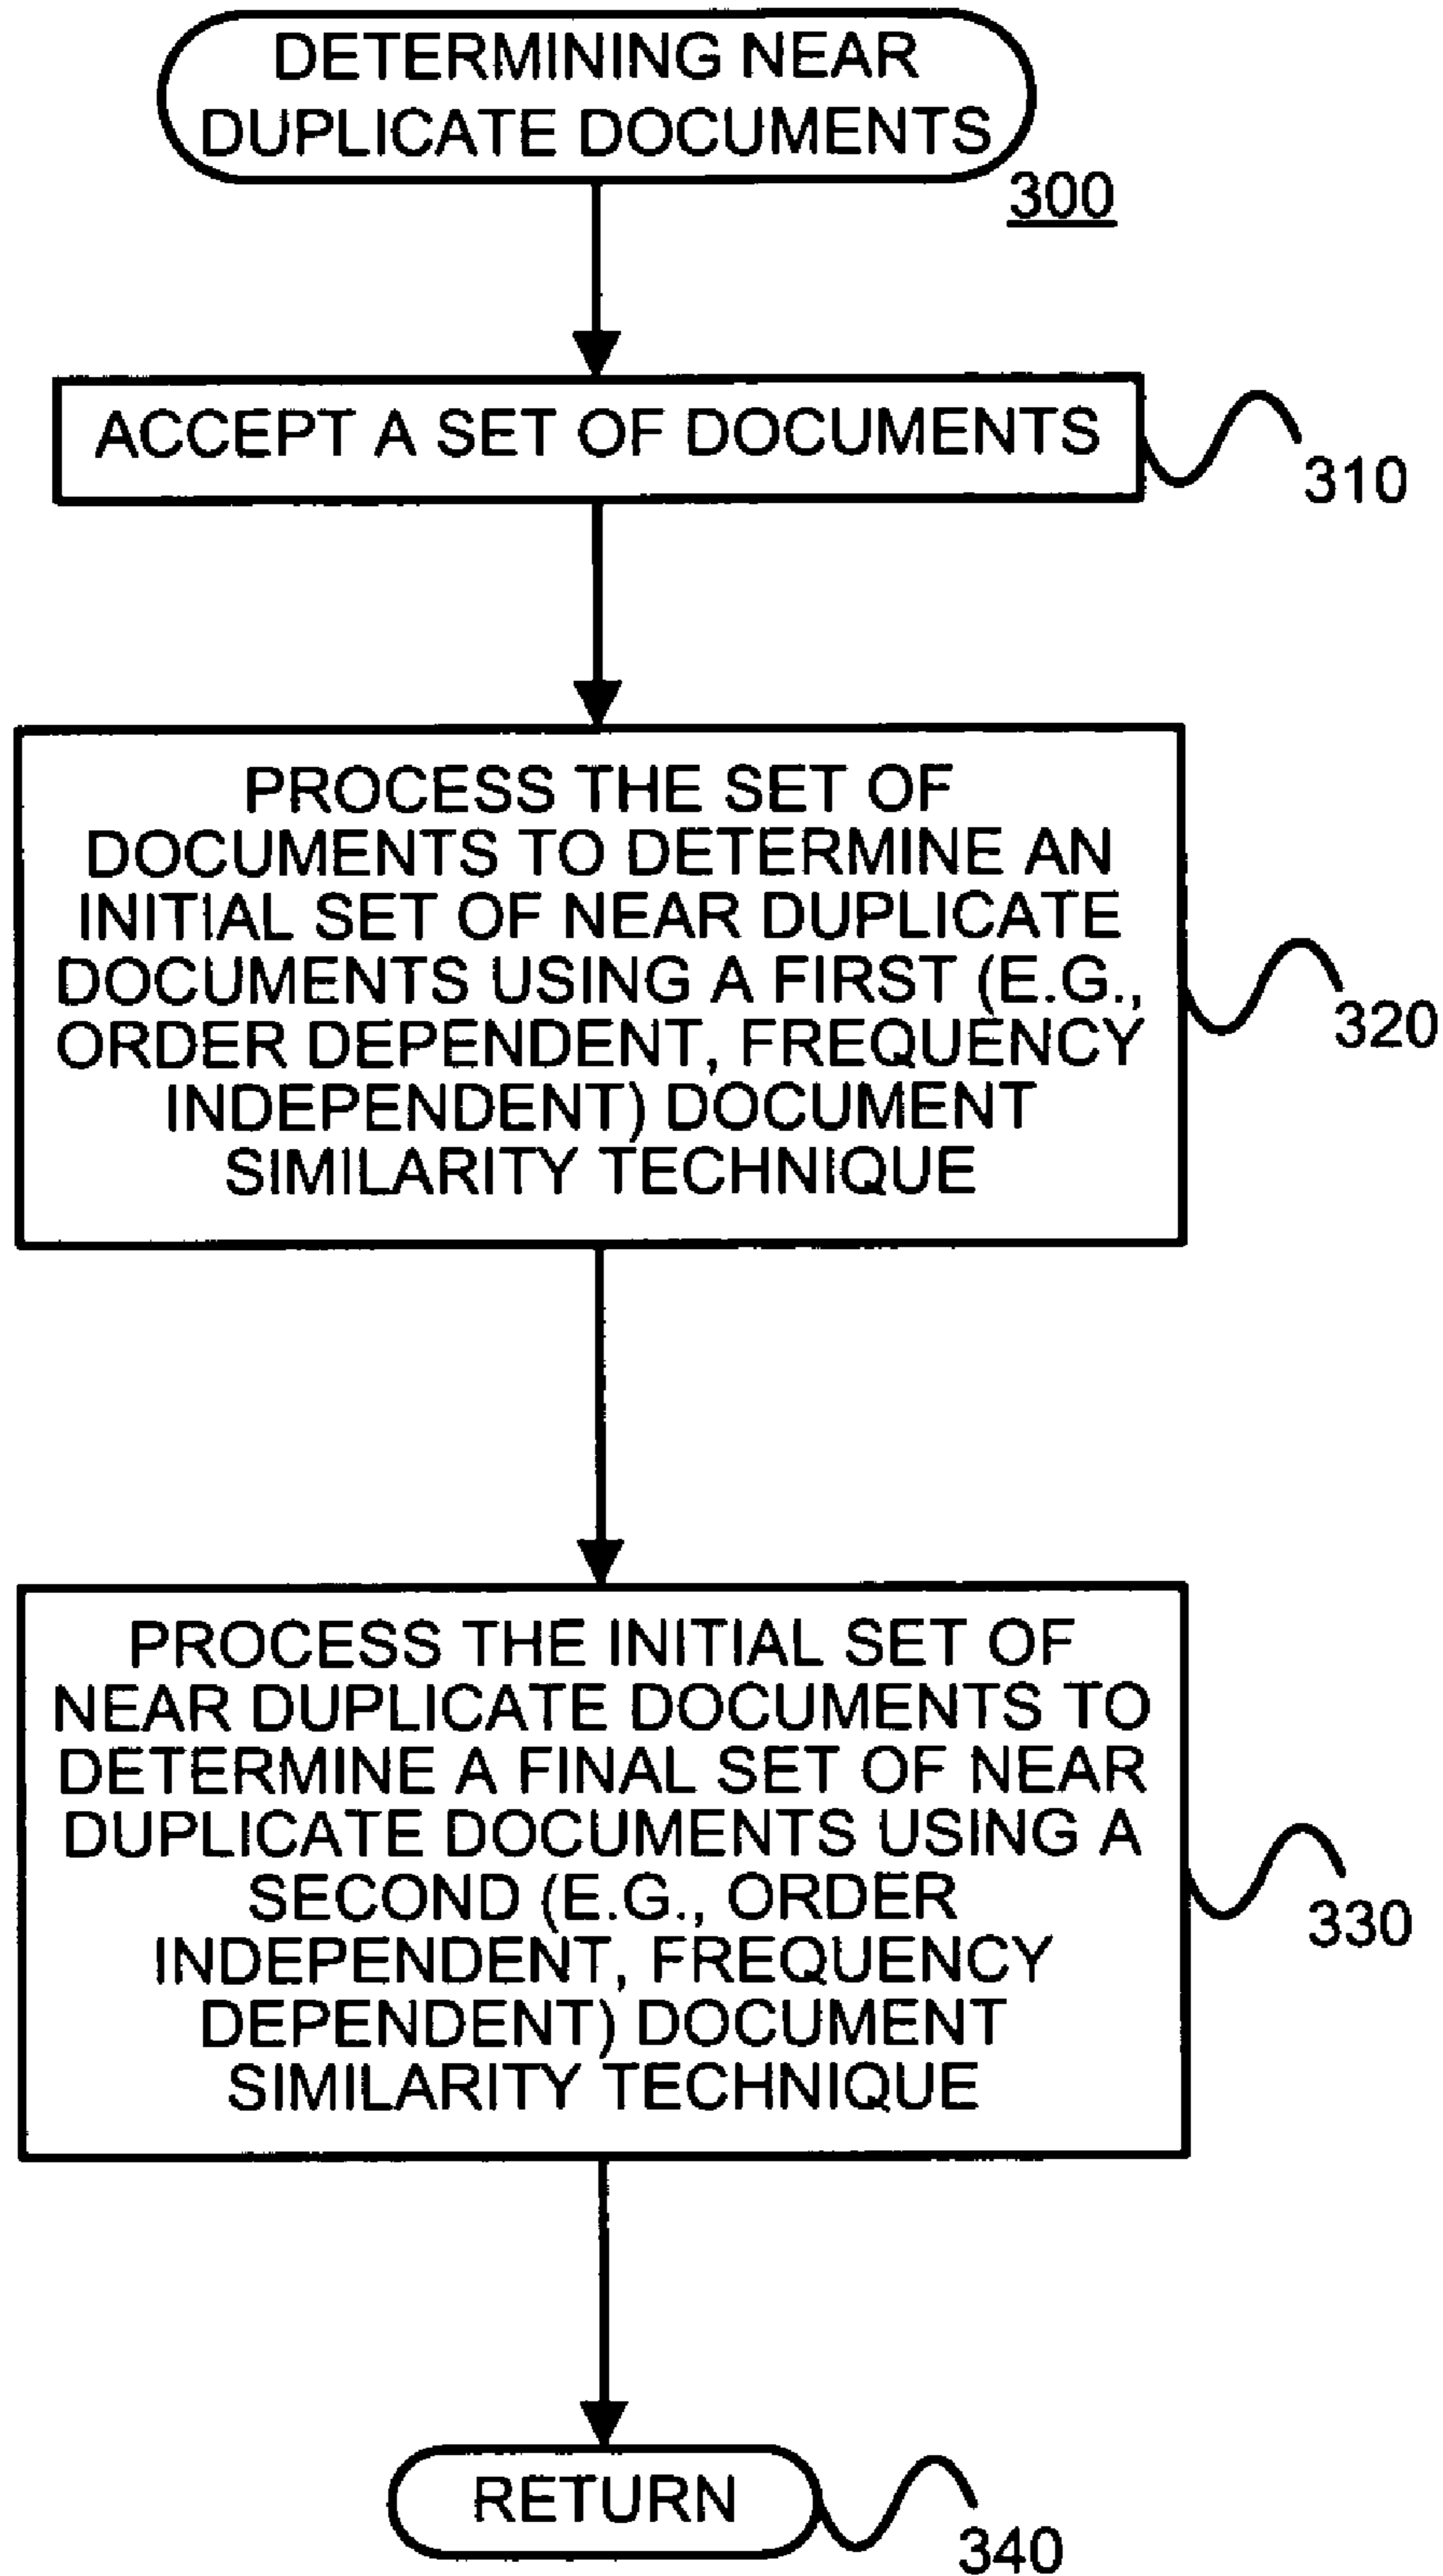 DETERMINING NEAR
DUPLICATE DOCUMENTS
300
ACCEPT A SET OF DOCUMENTS
310
PROCESS THE SET OF
DOCUMENTS TO DETERMINE AN
INITIAL SET OF NEAR DUPLICATE
DOCUMENTS USING A FIRST (E.G.,
ORDER DEPENDENT, FREQUENCY
INDEPENDENT) DOCUMENT
SIMILARITY TECHNIQUE
320
PROCESS THE INITIAL SET OF
NEAR DUPLICATE DOCUMENTS TO
DETERMINE A FINAL SET OF NEAR
DUPLICATE DOCUMENTS USING A
SECOND (E.G., ORDER
INDEPENDENT, FREQUENCY
DEPENDENT) DOCUMENT
SIMILARITY TECHNIQUE
330
RETURN
340